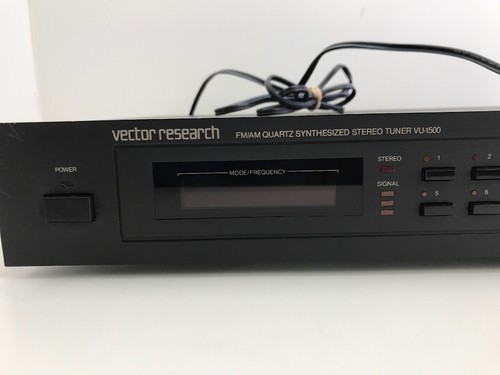 vector research FM/AM QUARTZ SYNTHESIZED STEREO TUNER VU-1500
POWER
MODE/FREQUENCY
STEREO
SIGNAL
1
2
5
6